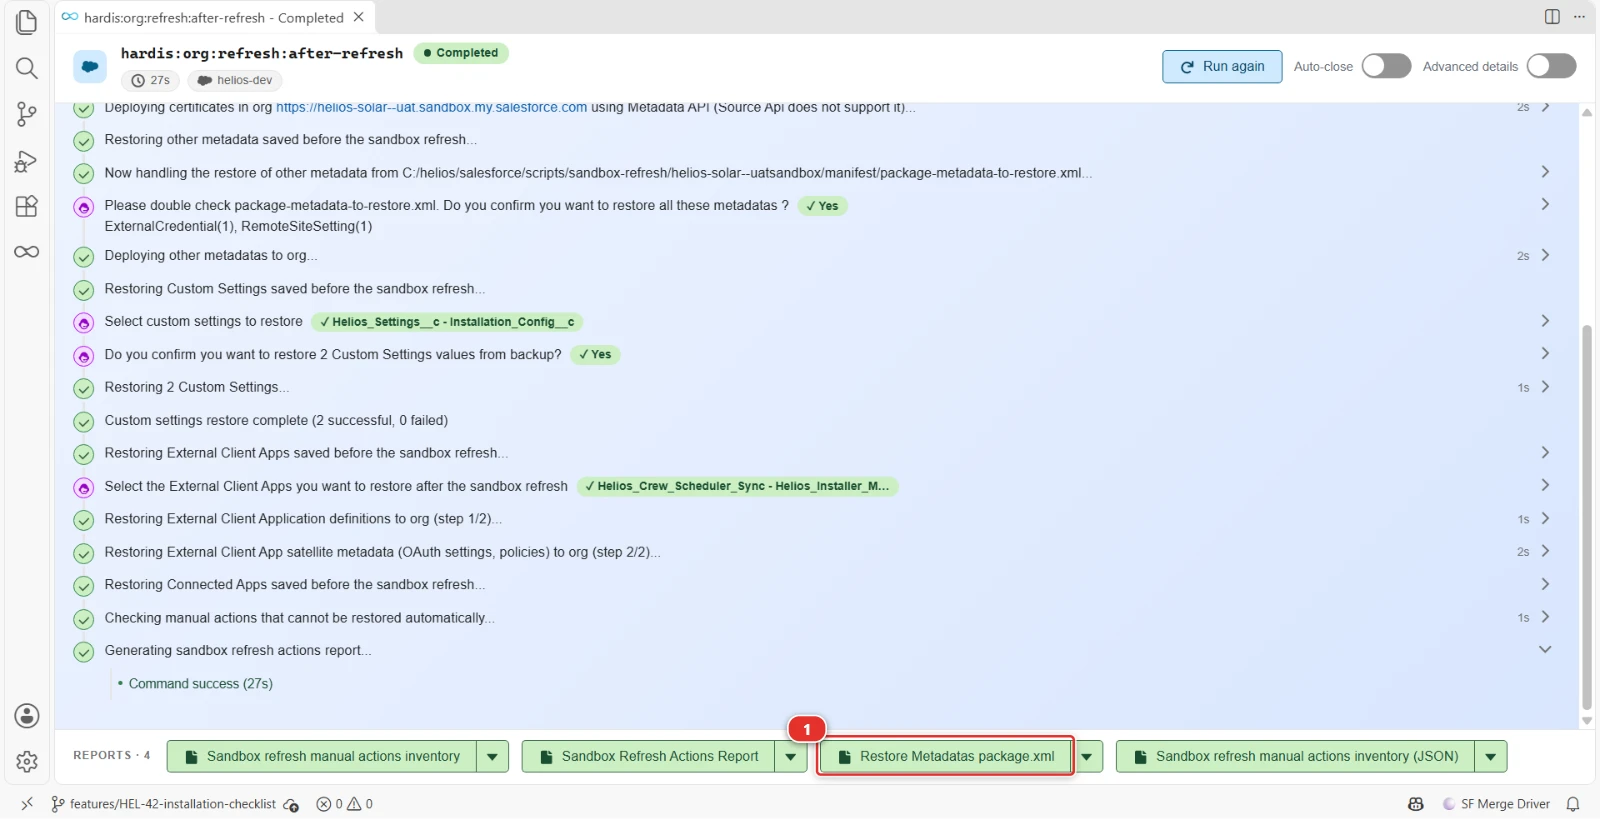 hardis:org:refresh:after-refresh - Completed
hardis:org:refresh:after-refresh
Completed
27s
helios-dev
Run again
Auto-close
Advanced details
Deploying certificates in org https://helios-solar--uat.sandbox.my.salesforce.com using Metadata API (Source Api does not support it)...
2s
Restoring other metadata saved before the sandbox refresh...
Now handling the restore of other metadata from C:/helios/salesforce/scripts/sandbox-refresh/helios-solar--uatsandbox/manifest/package-metadata-to-restore.xml...
Please double check package-metadata-to-restore.xml. Do you confirm you want to restore all these metadatas ? ✓ Yes
ExternalCredential(1), RemoteSiteSetting(1)
Deploying other metadatas to org...
2s
Restoring Custom Settings saved before the sandbox refresh...
Select custom settings to restore ✓ Helios_Settings__c - Installation_Config__c
Do you confirm you want to restore 2 Custom Settings values from backup? ✓ Yes
Restoring 2 Custom Settings...
1s
Custom settings restore complete (2 successful, 0 failed)
Restoring External Client Apps saved before the sandbox refresh...
Select the External Client Apps you want to restore after the sandbox refresh ✓ Helios_Crew_Scheduler_Sync - Helios_Installer_M...
Restoring External Client Application definitions to org (step 1/2)...
1s
Restoring External Client App satellite metadata (OAuth settings, policies) to org (step 2/2)...
2s
Restoring Connected Apps saved before the sandbox refresh...
Checking manual actions that cannot be restored automatically...
1s
Generating sandbox refresh actions report...
• Command success (27s)
1
REPORTS · 4
Sandbox refresh manual actions inventory
Sandbox Refresh Actions Report
Restore Metadatas package.xml
Sandbox refresh manual actions inventory (JSON)
features/HEL-42-installation-checklist
0
0
SF Merge Driver